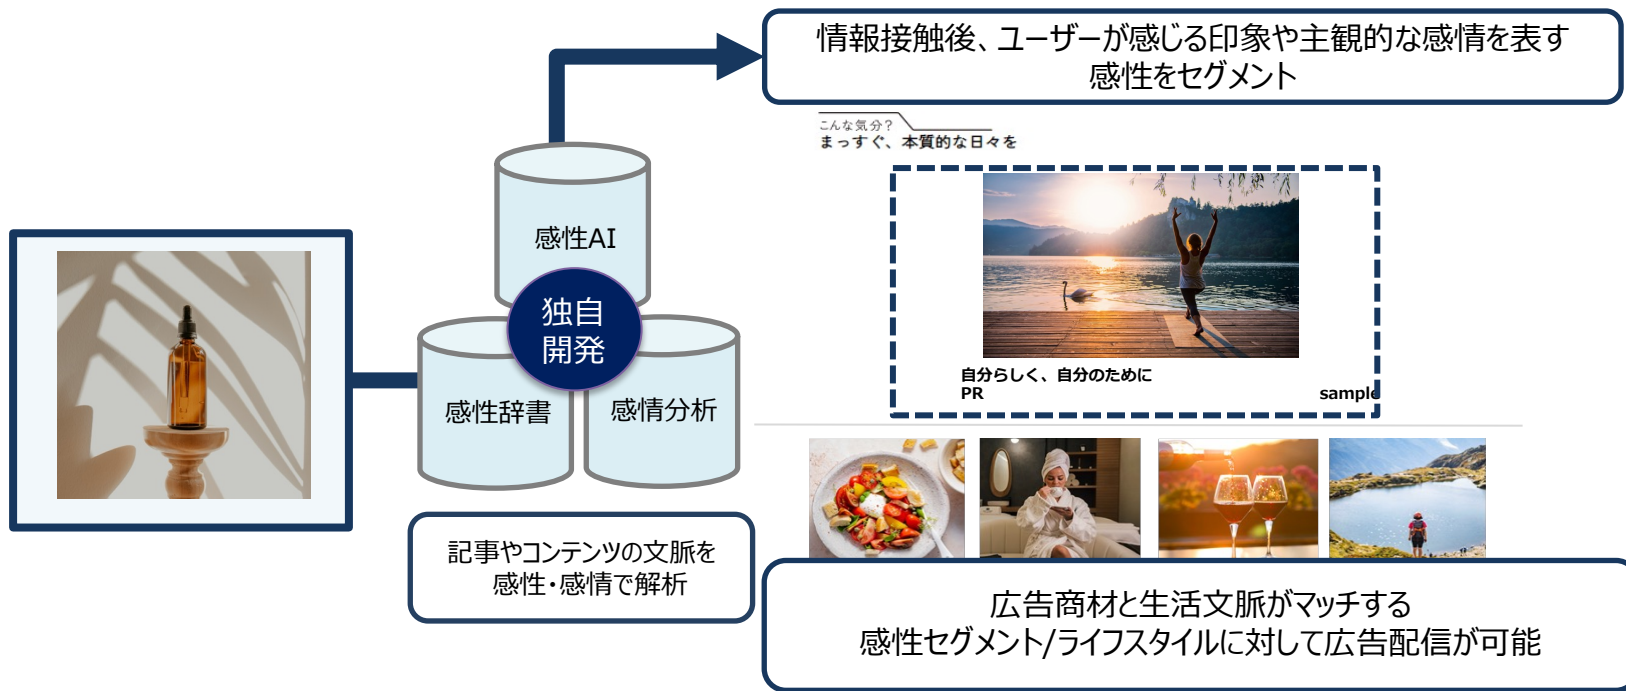 情報接触後、ユーザーが感じる印象や主観的な感情を表す
感性をセグメント
こんな気分？
まっすぐ、本質的な日々を
感性AI
独自
開発
感性辞書
感情分析
自分らしく、自分のために
PR
sample
記事やコンテンツの文脈を
感性・感情で解析
広告商材と生活文脈がマッチする
感性セグメント/ライフスタイルに対して広告配信が可能